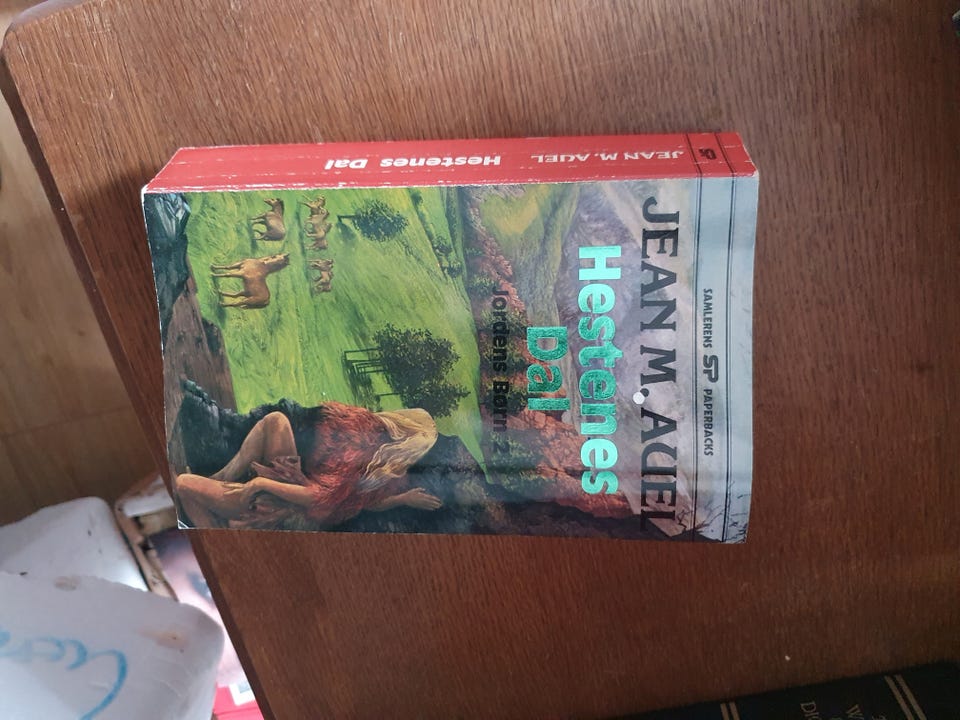 SAMLERENS SP PAPERBACKS
JEAN M. AUEL
Hestenes
Dal
Jordens Børn 2
JEAN M. AUEL Hestenes Dal